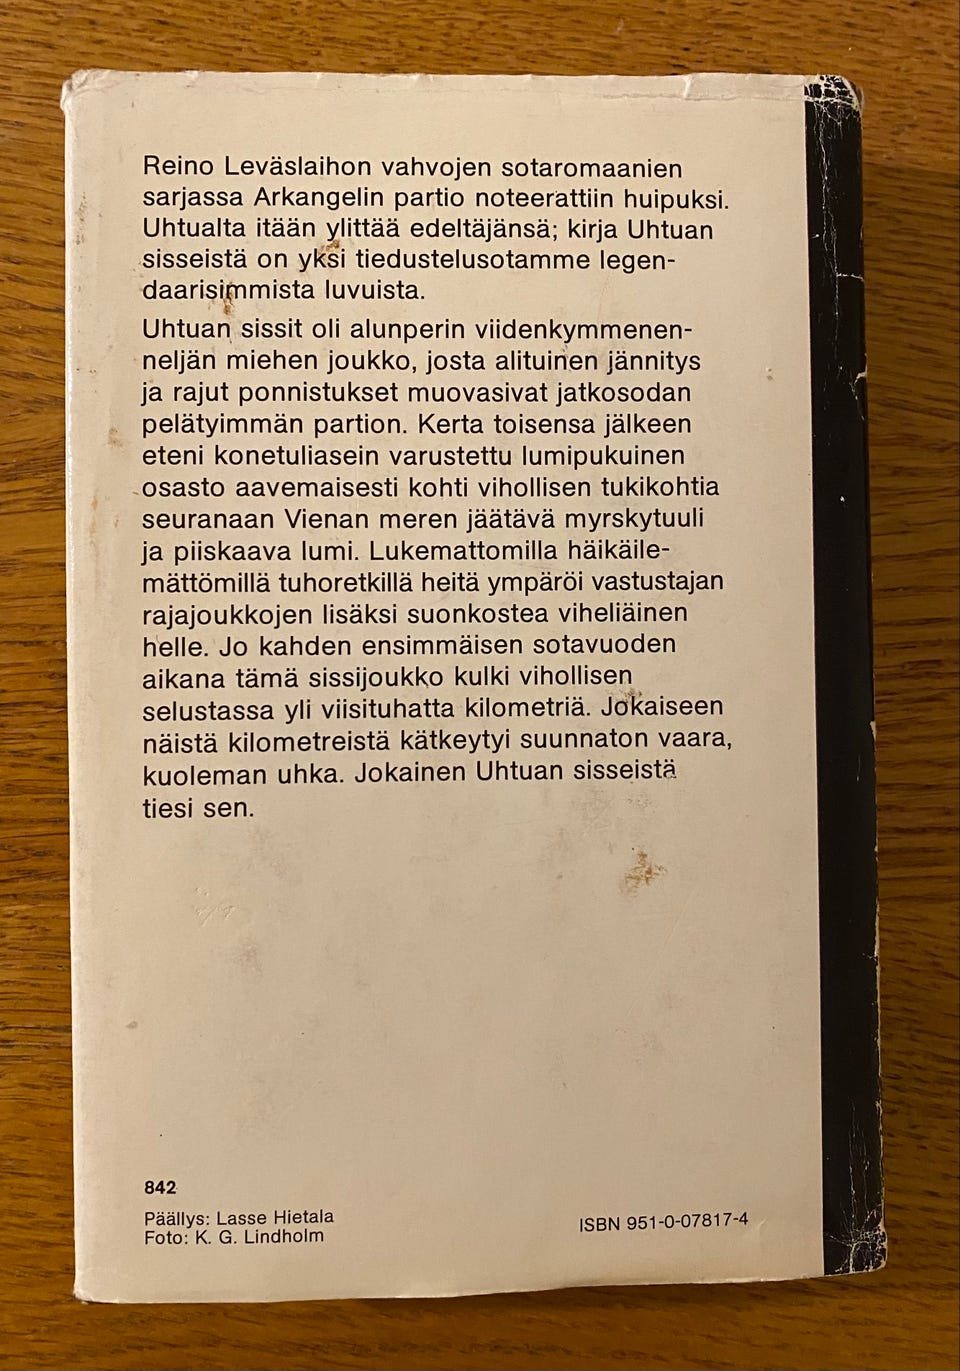 Reino Leväslaihon vahvojen sotaromaanien
sarjassa Arkangelin partio noteerattiin huipuksi.
Uhtualta itään ylittää edeltäjänsä; kirja Uhtuan
sisseistä on yksi tiedustelusotamme legen-
daarisimmista luvuista.
Uhtuan sissit oli alunperin viidenkymmenen-
neljän miehen joukko, josta alituinen jännitys
ja rajut ponnistukset muovasivat jatkosodan
pelätyimmän partion. Kerta toisensa jälkeen
eteni konetuliasein varustettu lumipukuinen
osasto aavemaisesti kohti vihollisen tukikohtia
seuranaan Vienan meren jäätävä myrskytuuli
ja piiskaava lumi. Lukemattomilla häikäile-
mättömillä tuhoretkillä heitä ympäröi vastustajan
rajajoukkojen lisäksi suonkostea viheliäinen
helle. Jo kahden ensimmäisen sotavuoden
aikana tämä sissijoukko kulki vihollisen
selustassa yli viisituhatta kilometriä. Jokaiseen
näistä kilometreistä kätkeytyi suunnaton vaara,
kuoleman uhka. Jokainen Uhtuan sisseistä
tiesi sen.
842
Päällys: Lasse Hietala
Foto: K. G. Lindholm
ISBN 951-0-07817-4